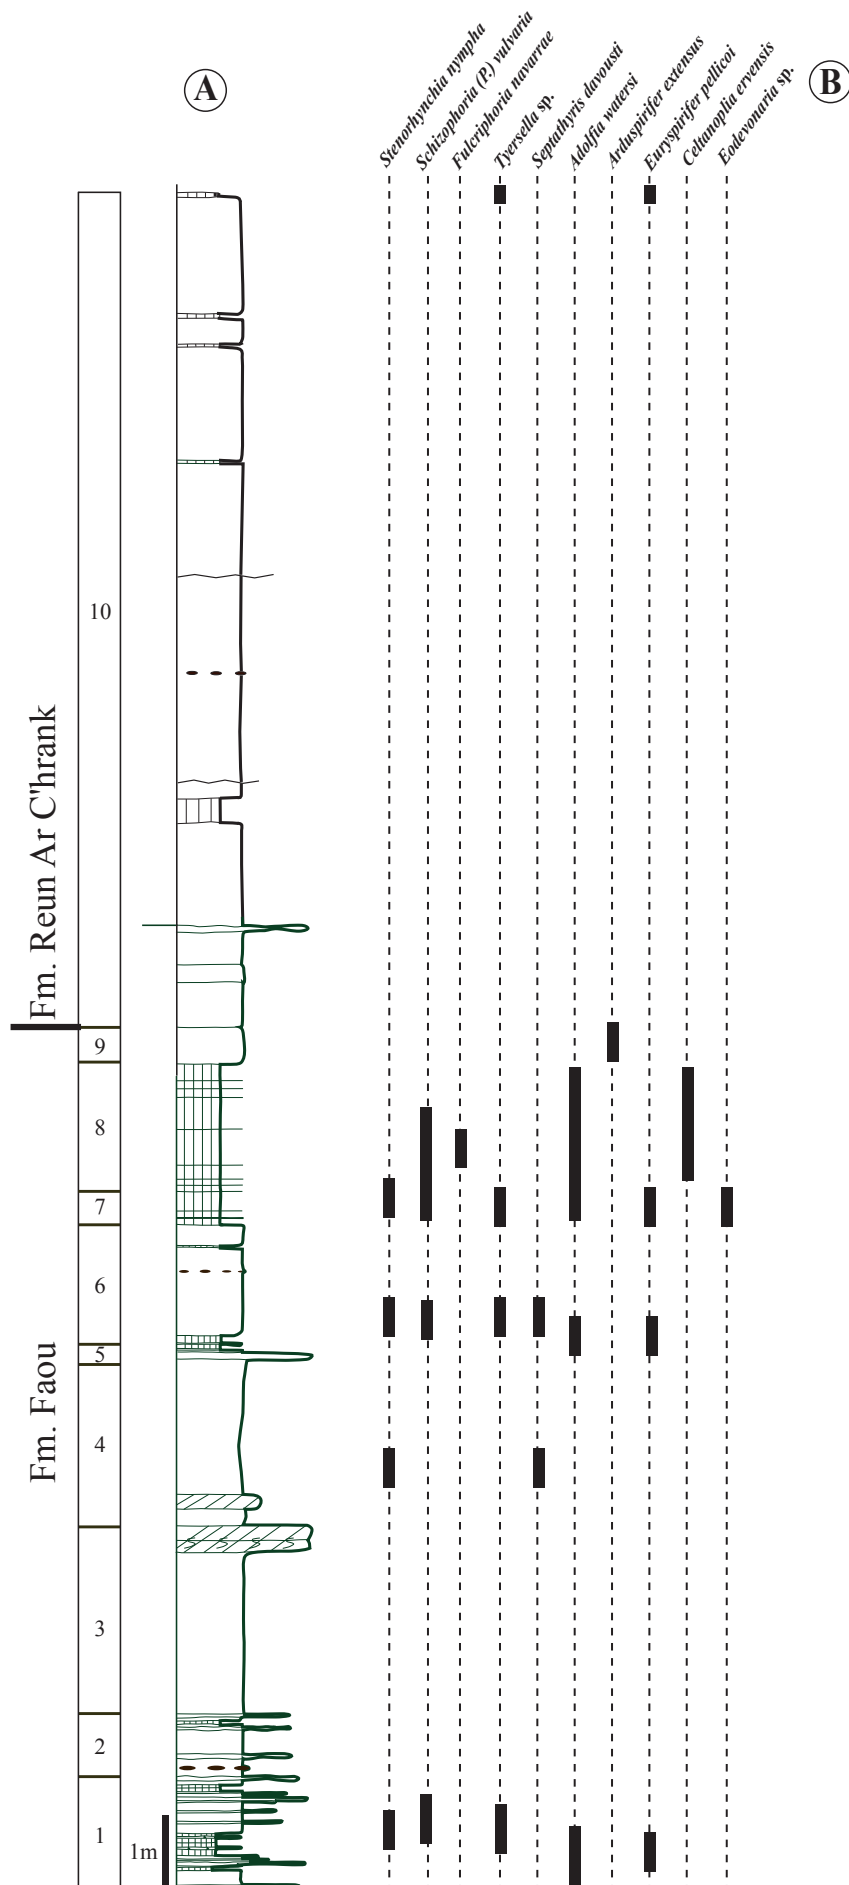 A
B
Stenorhynchia nympha
Schizophoria (P.) vulvaria
Fulcriphoria navarrae
Tyersella sp.
Septathyris davousti
Adolfia watersi
Arduspirifer extensus
Euryspirifer pellicoi
Celtanoplia ervensis
Eodevonaria sp.
10
Fm. Reun Ar C'hrank
9
8
7
6
5
Fm. Faou
4
3
2
1
1m